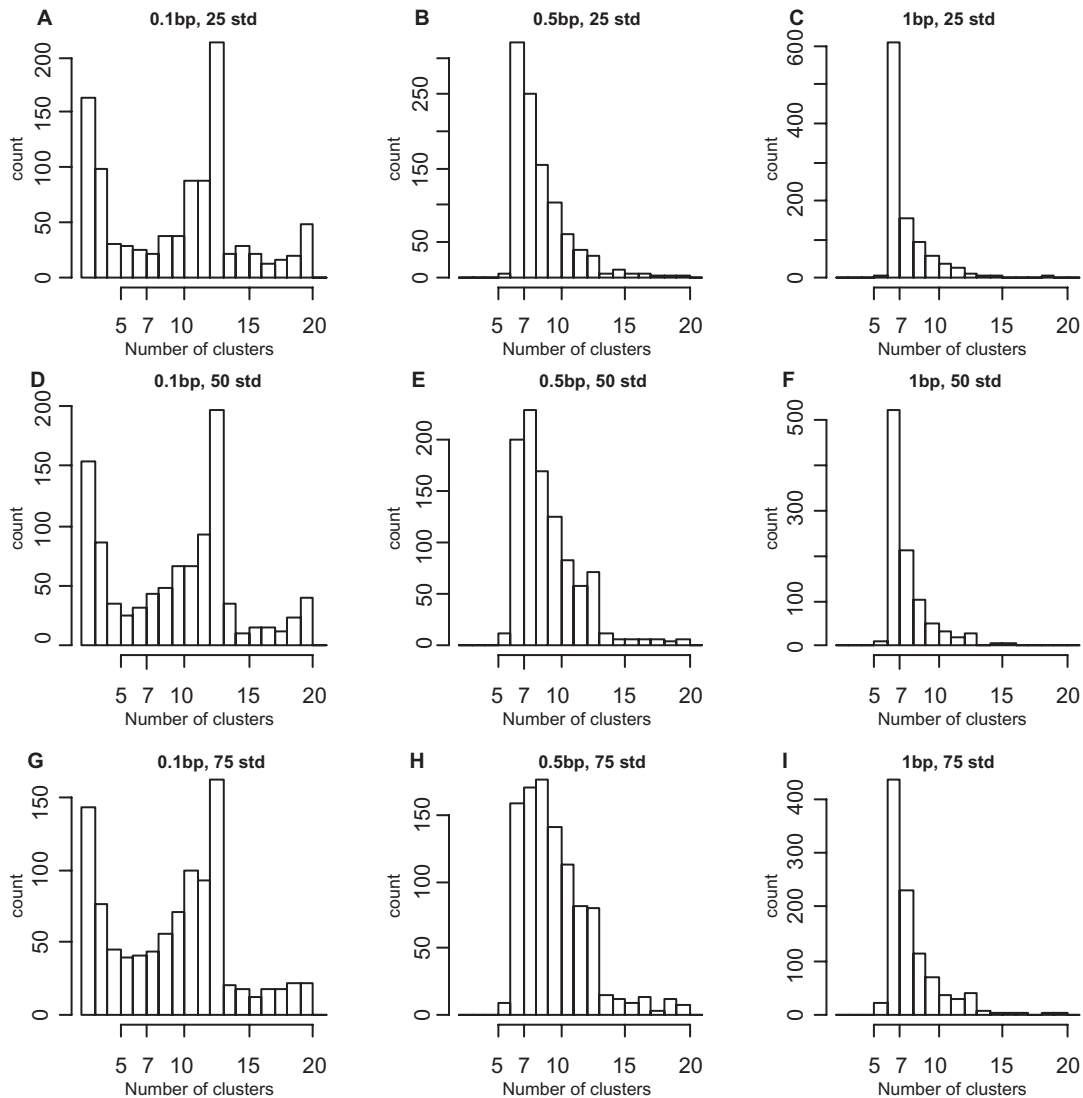 A 0.1bp, 25 std
count
0 50 100 150 200
5 7 10 15 20
Number of clusters
B 0.5bp, 25 std
count
0 50 150 250
5 7 10 15 20
Number of clusters
C 1bp, 25 std
count
0 200 400 600
5 7 10 15 20
Number of clusters
D 0.1bp, 50 std
count
0 50 100 150 200
5 7 10 15 20
Number of clusters
E 0.5bp, 50 std
count
0 50 100 150 200
5 7 10 15 20
Number of clusters
F 1bp, 50 std
count
0 100 300 500
5 7 10 15 20
Number of clusters
G 0.1bp, 75 std
count
0 50 100 150
5 7 10 15 20
Number of clusters
H 0.5bp, 75 std
count
0 50 100 150
5 7 10 15 20
Number of clusters
I 1bp, 75 std
count
0 100 200 300 400
5 7 10 15 20
Number of clusters